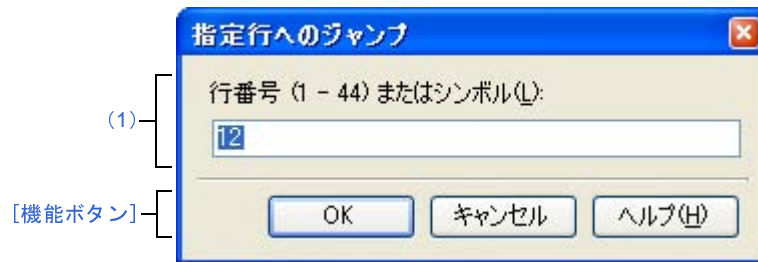 指定行へのジャンプ
行番号 (1 - 44) またはシンボル(L):
(1)
12
[機能ボタン]
OK キャンセル ヘルプ(H)